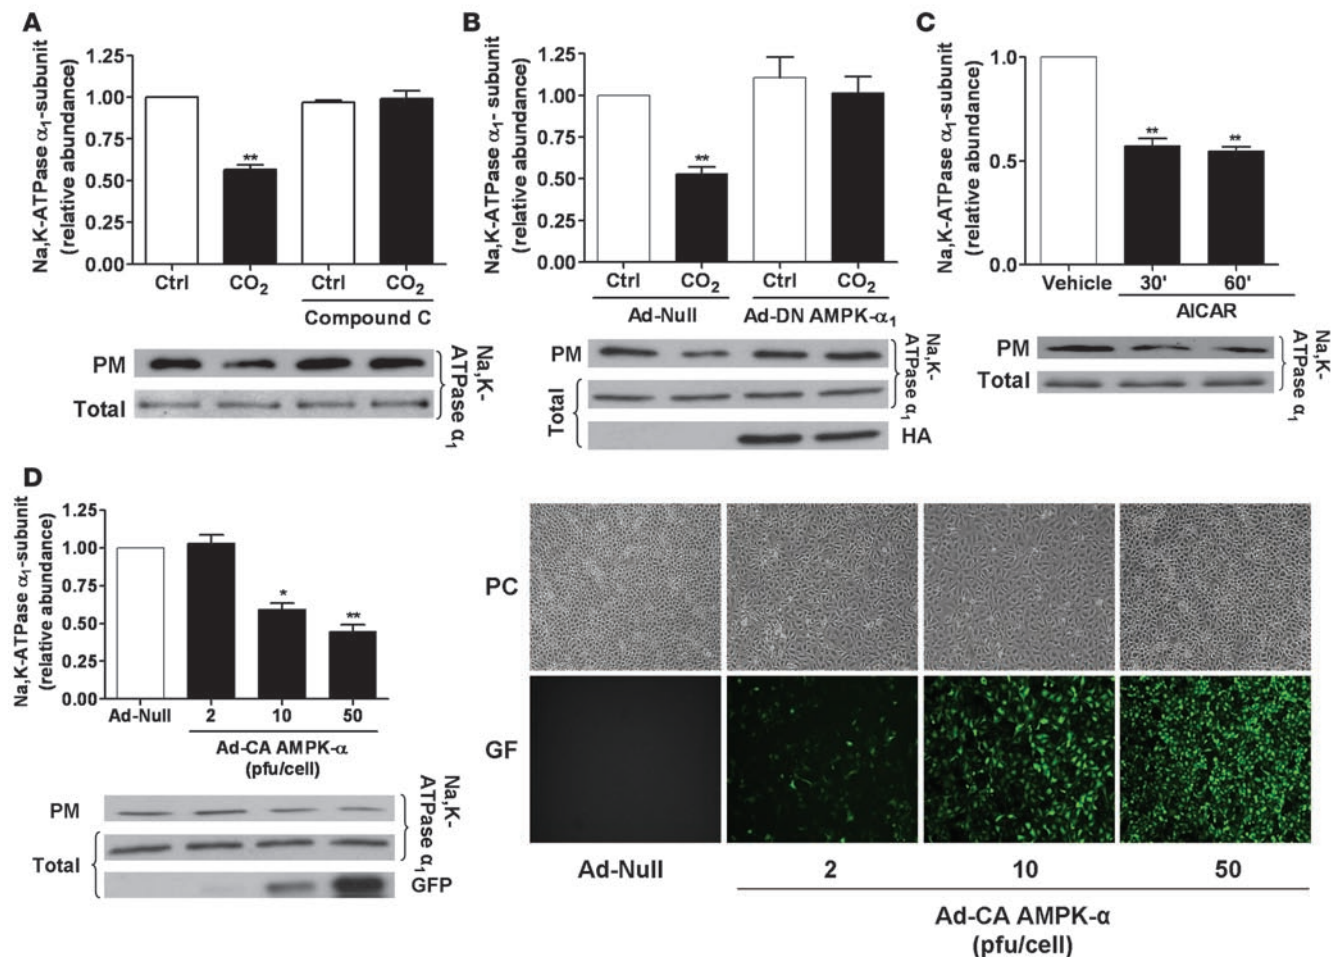 A
Na,K-ATPase α1-subunit
(relative abundance)
1.25
1.00
0.75
0.50
0.25
0.00
**
Ctrl
CO2
Ctrl
CO2
Compound C
PM
Total
Na,K-
ATPase α1
B
Na,K-ATPase α1- subunit
(relative abundance)
1.25
1.00
0.75
0.50
0.25
0.00
**
Ctrl
CO2
Ctrl
CO2
Ad-Null
Ad-DN AMPK-α1
PM
Total
Na,K-
ATPase α1
HA
C
Na,K-ATPase α1-subunit
(relative abundance)
1.0
0.5
0.0
**
**
Vehicle
30'
60'
AICAR
PM
Total
Na,K-
ATPase α1
D
Na,K-ATPase α1-subunit
(relative abundance)
1.25
1.00
0.75
0.50
0.25
0.00
*
**
Ad-Null
2
10
50
Ad-CA AMPK-α
(pfu/cell)
PM
Total
Na,K-
ATPase α1
GFP
PC
GF
Ad-Null
2
10
50
Ad-CA AMPK-α
(pfu/cell)